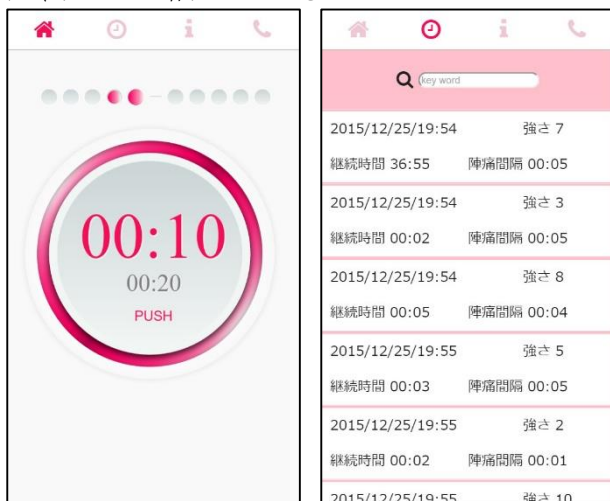 00:10
00:20
PUSH
key word
2015/12/25/19:54 強さ 7
継続時間 36:55 陣痛間隔 00:05
2015/12/25/19:54 強さ 3
継続時間 00:02 陣痛間隔 00:05
2015/12/25/19:54 強さ 8
継続時間 00:05 陣痛間隔 00:04
2015/12/25/19:55 強さ 5
継続時間 00:03 陣痛間隔 00:05
2015/12/25/19:55 強さ 2
継続時間 00:02 陣痛間隔 00:01
2015/12/25/19:55 強さ 10